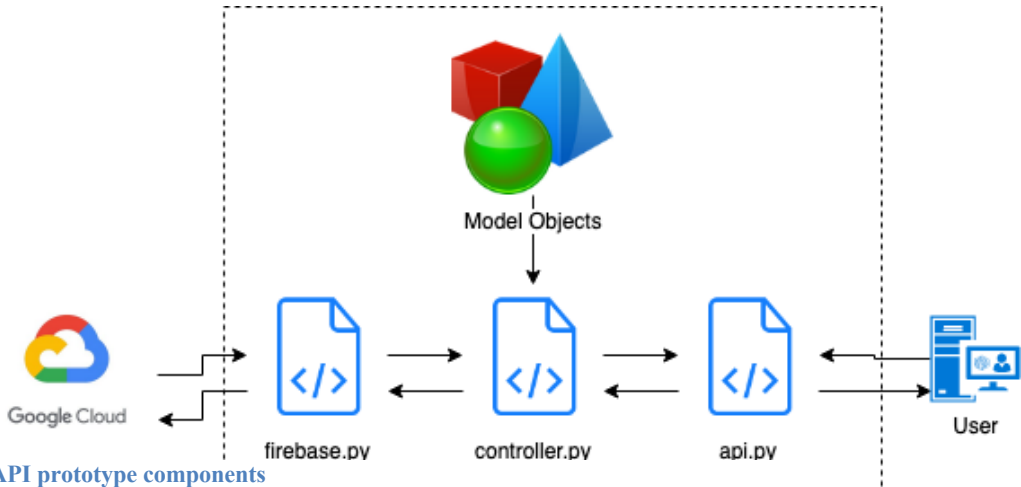 Model Objects
</>
</>
</>
Google Cloud
User
firebase.py
controller.py
api.py
API prototype components